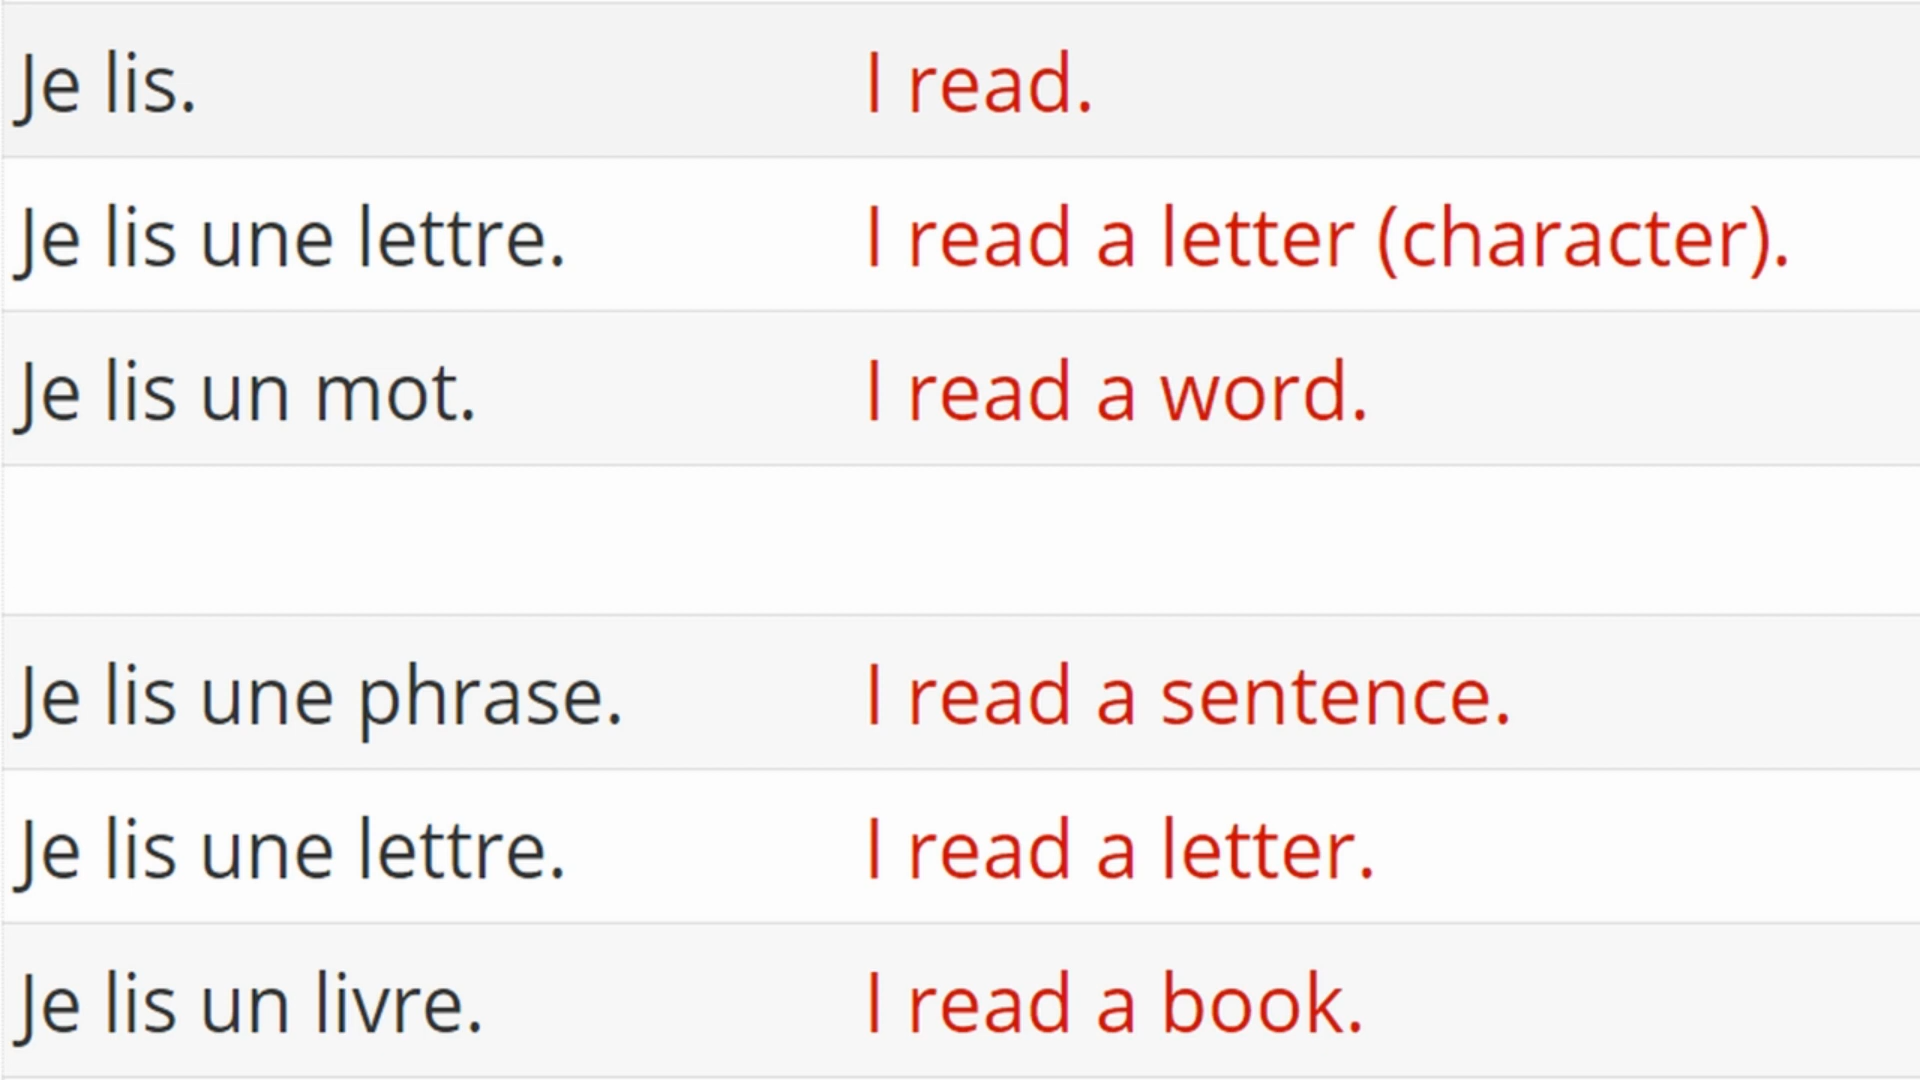 Je lis. I read.
Je lis une lettre. I read a letter (character).
Je lis un mot. I read a word.
Je lis une phrase. I read a sentence.
Je lis une lettre. I read a letter.
Je lis un livre. I read a book.